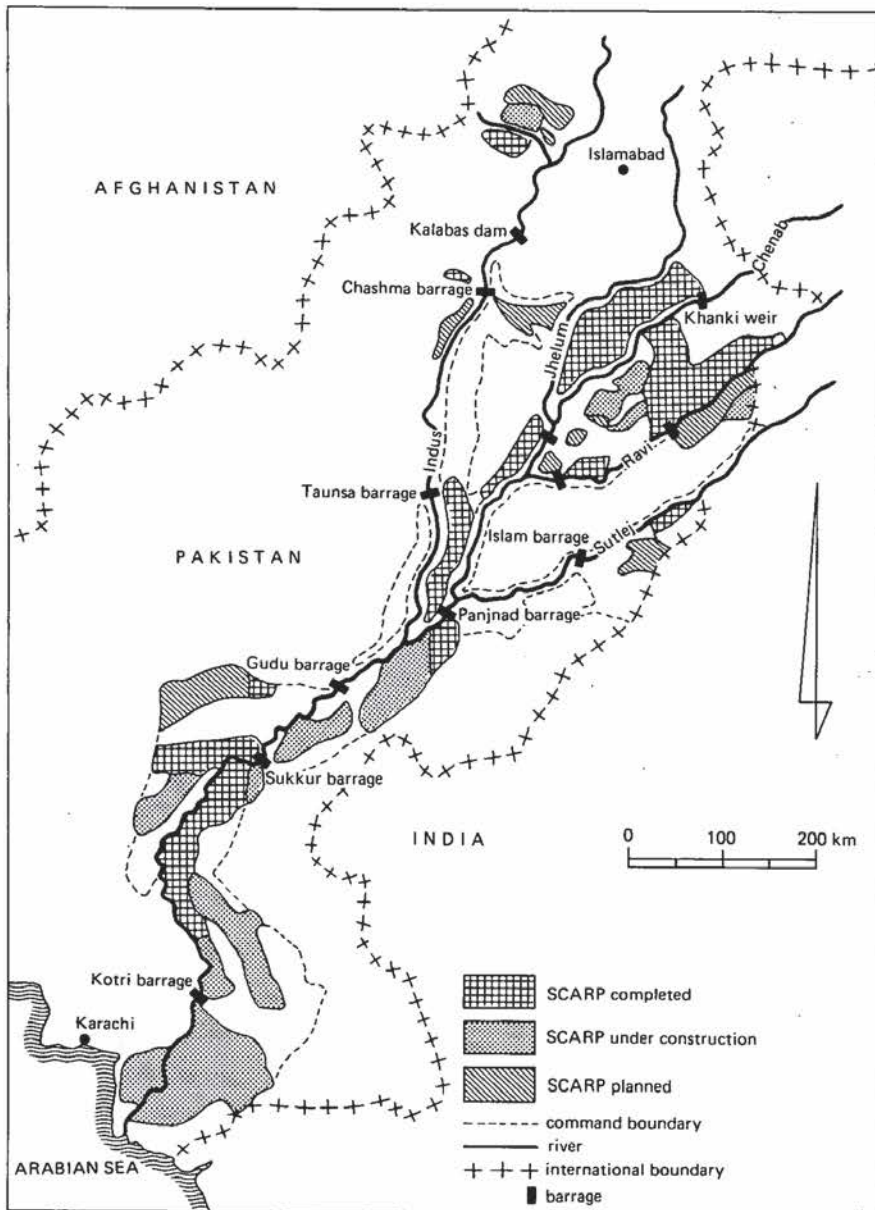 Islamabad
AFGHANISTAN
Kalabas dam
Chenab
Chashma barrage
Khanki weir
Jhelum
Indus
Ravi
Taunsa barrage
Islam barrage
Sutlej
PAKISTAN
Panjnad barrage
Gudu barrage
Sukkur barrage
INDIA
0 100 200 km
Kotri barrage
Karachi
ARABIAN SEA
SCARP completed
SCARP under construction
SCARP planned
command boundary
river
international boundary
barrage